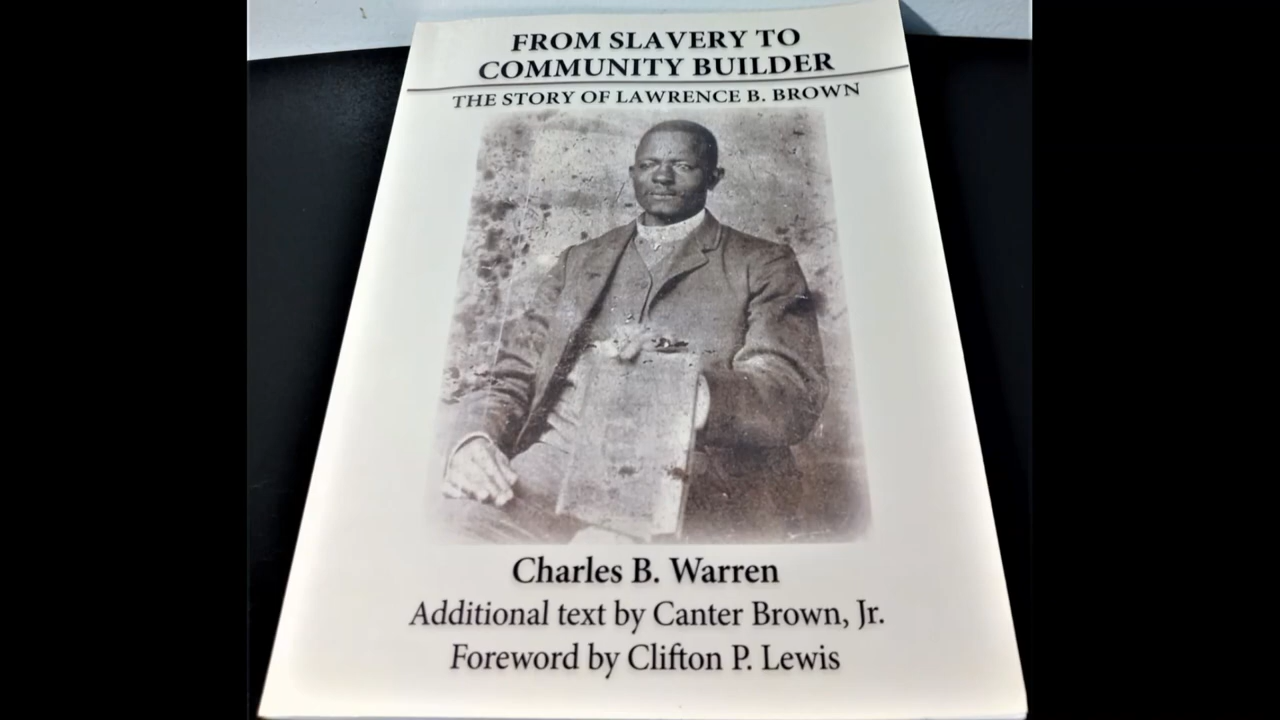 FROM SLAVERY TO
COMMUNITY BUILDER
THE STORY OF LAWRENCE B. BROWN
Charles B. Warren
Additional text by Canter Brown, Jr.
Foreword by Clifton P. Lewis